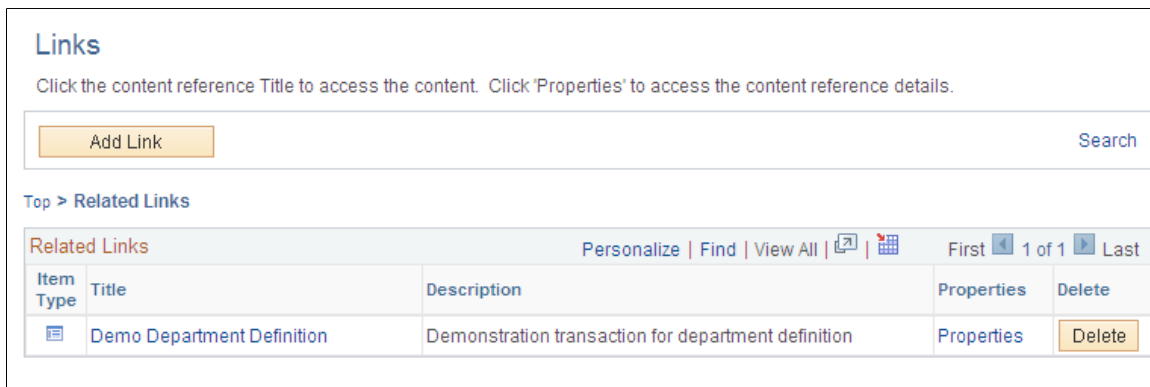 Links
Click the content reference Title to access the content. Click 'Properties' to access the content reference details.
Add Link
Search
Top > Related Links
Related Links Personalize | Find | View All | | First 1 of 1 Last
Item Type Title Description Properties Delete
Demo Department Definition Demonstration transaction for department definition Properties Delete